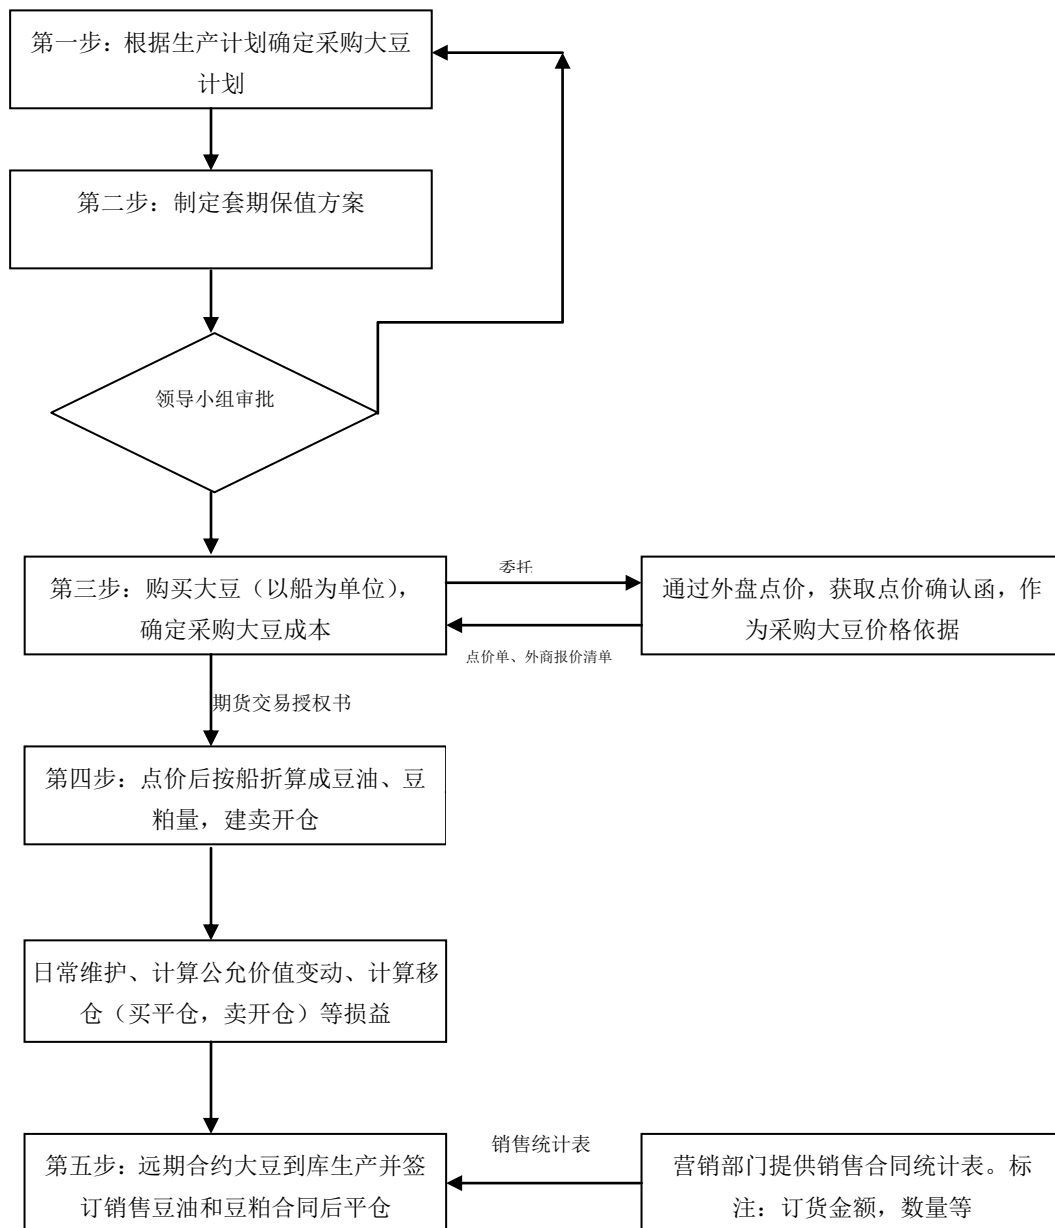 第一步：根据生产计划确定采购大豆
计划
第二步：制定套期保值方案
领导小组审批
第三步：购买大豆（以船为单位），
确定采购大豆成本
委托
通过外盘点价，获取点价确认函，作
为采购大豆价格依据
点价单、外商报价清单
期货交易授权书
第四步：点价后按船折算成豆油、豆
粕量，建卖开仓
日常维护、计算公允价值变动、计算移
仓（买平仓，卖开仓）等损益
第五步：远期合约大豆到库生产并签
订销售豆油和豆粕合同后平仓
销售统计表
营销部门提供销售合同统计表。标
注：订货金额，数量等